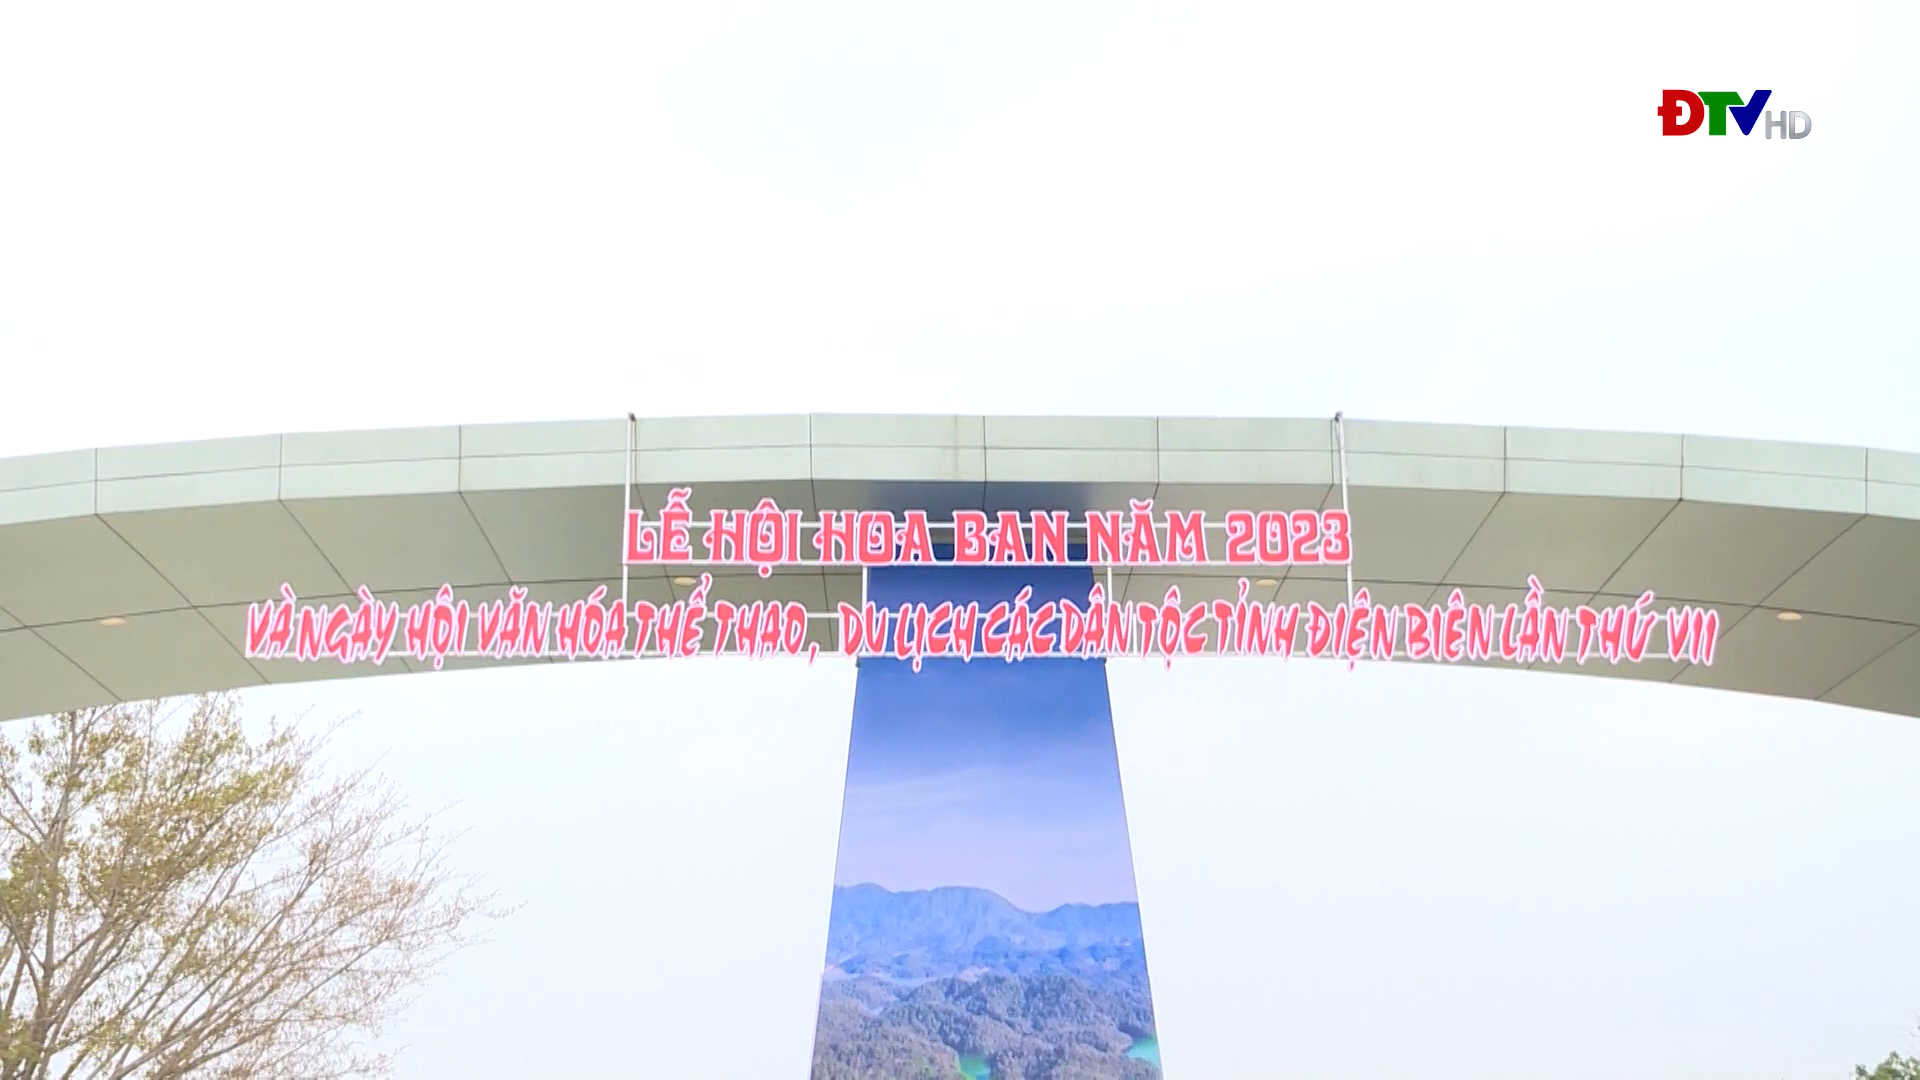 ĐTV HD
LỄ HỘI HOA BAN NĂM 2023
VÀ NGÀY HỘI VĂN HÓA THỂ THAO, DU LỊCH CÁC DÂN TỘC TỈNH ĐIỆN BIÊN LẦN THỨ VII